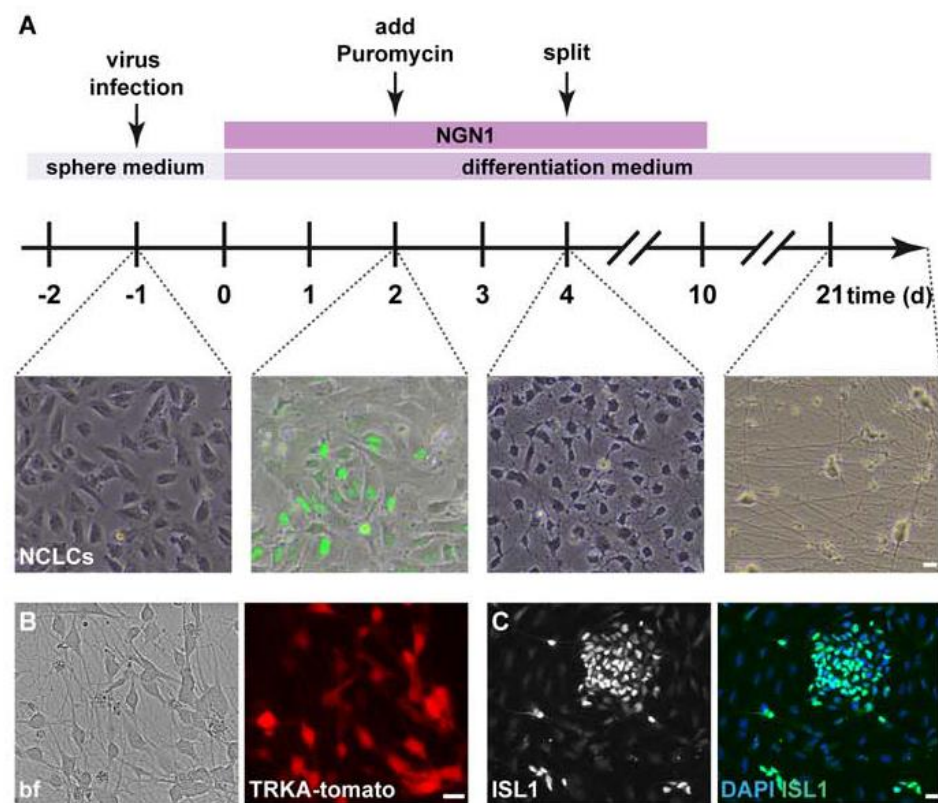 A
virus
infection
add
Puromycin
split
NGN1
sphere medium
differentiation medium
-2 -1 0 1 2 3 4 10 21 time (d)
NCLCs
B
bf
TRKA-tomato
C
ISL1
DAPI ISL1